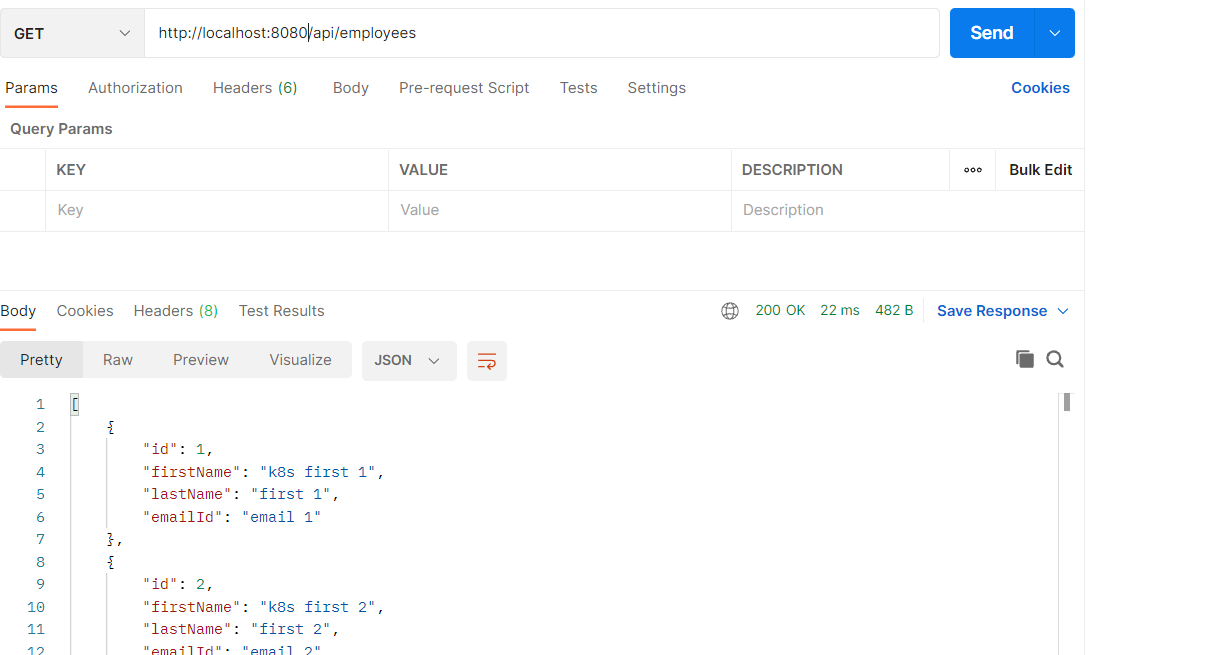 GET http://localhost:8080/api/employees Send
Params Authorization Headers (6) Body Pre-request Script Tests Settings Cookies
Query Params
KEY VALUE DESCRIPTION ooo Bulk Edit
Key Value Description
Body Cookies Headers (8) Test Results 200 OK 22 ms 482 B Save Response
Pretty Raw Preview Visualize JSON
1 [
2 {
3 "id": 1,
4 "firstName": "k8s first 1",
5 "lastName": "first 1",
6 "emailId": "email 1"
7 },
8 {
9 "id": 2,
10 "firstName": "k8s first 2",
11 "lastName": "first 2",
12 "emailId": "email 2"